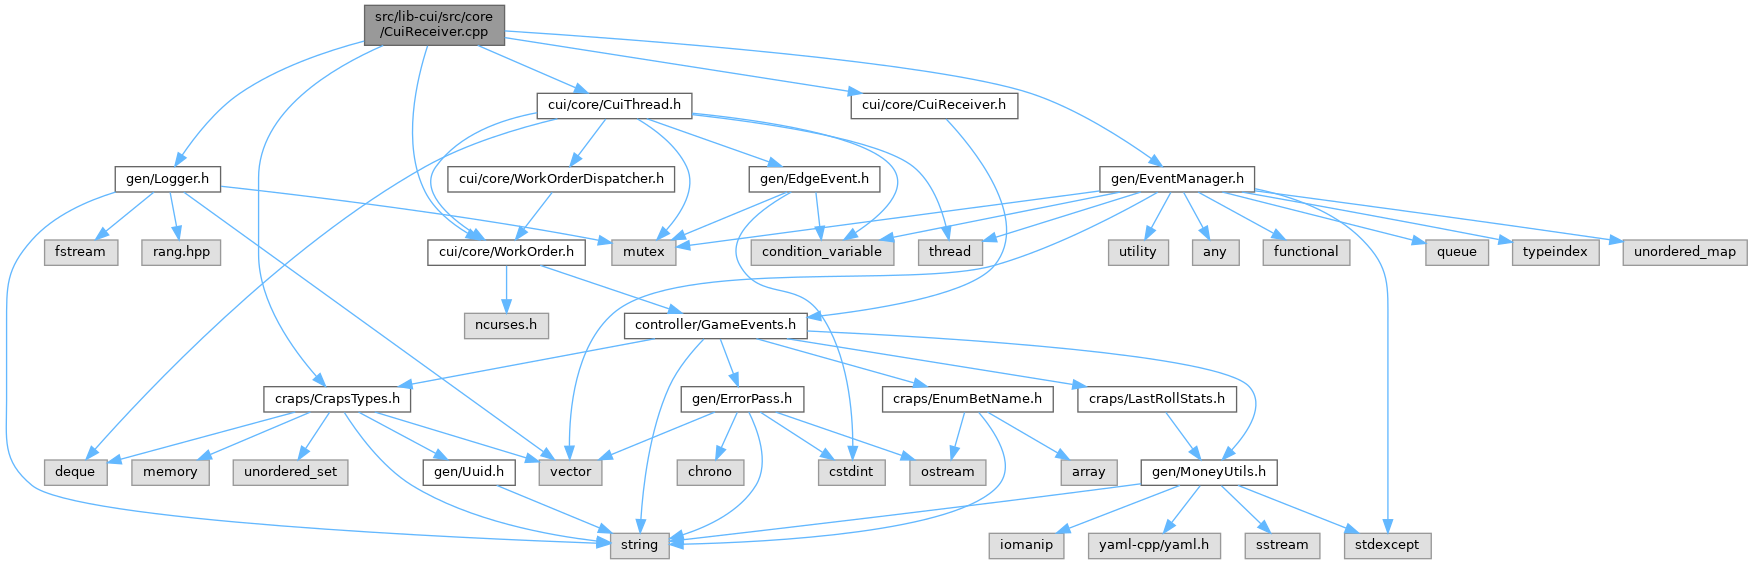 src/lib-cui/src/core
/CuiReceiver.cpp
cui/core/CuiThread.h
cui/core/CuiReceiver.h
gen/Logger.h
cui/core/WorkOrderDispatcher.h
gen/EdgeEvent.h
gen/EventManager.h
fstream
rang.hpp
cui/core/WorkOrder.h
mutex
condition_variable
thread
utility
any
functional
queue
typeindex
unordered_map
ncurses.h
controller/GameEvents.h
craps/CrapsTypes.h
gen/ErrorPass.h
craps/EnumBetName.h
craps/LastRollStats.h
deque
memory
unordered_set
gen/Uuid.h
vector
chrono
cstdint
ostream
array
gen/MoneyUtils.h
string
iomanip
yaml-cpp/yaml.h
sstream
stdexcept